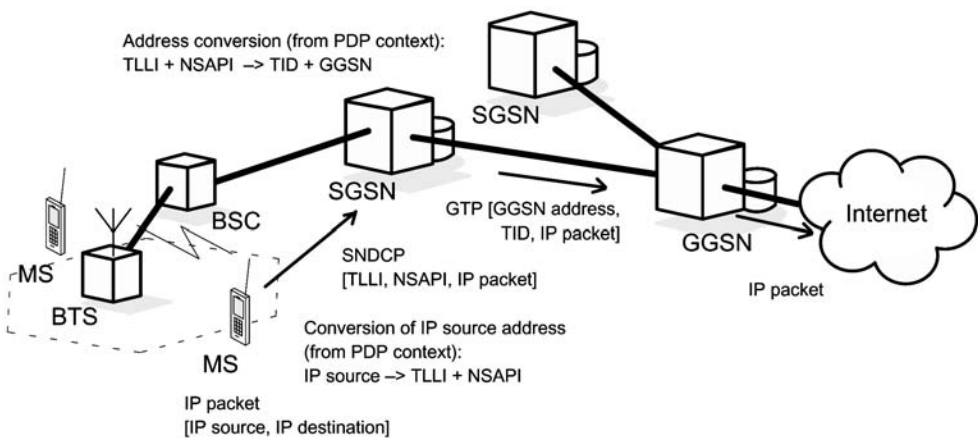 Address conversion (from PDP context):
TLLI + NSAPI –> TID + GGSN
SGSN
SGSN
BSC
MS
BTS
GTP [GGSN address,
TID, IP packet]
GGSN
Internet
IP packet
SNDCP
[TLLI, NSAPI, IP packet]
MS
Conversion of IP source address
(from PDP context):
IP source –> TLLI + NSAPI
IP packet
[IP source, IP destination]